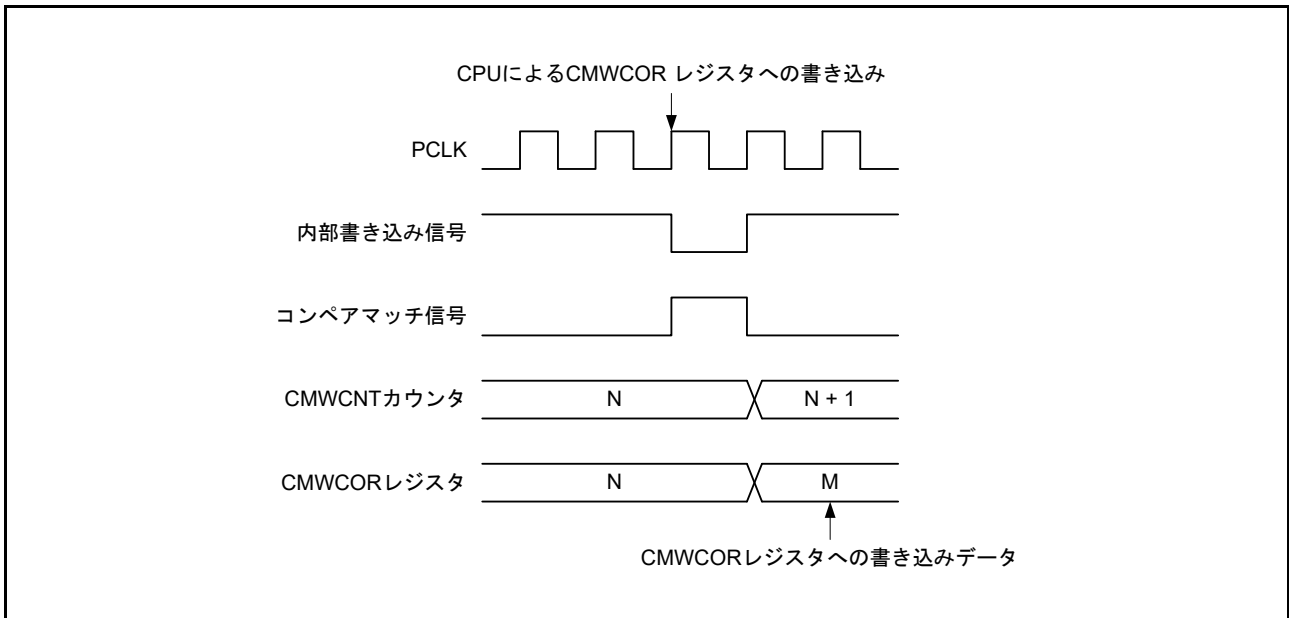 CPUによるCMWCOR レジスタへの書き込み
PCLK
内部書き込み信号
コンペアマッチ信号
CMWCNTカウンタ
N
N + 1
CMWCORレジスタ
N
M
CMWCORレジスタへの書き込みデータ